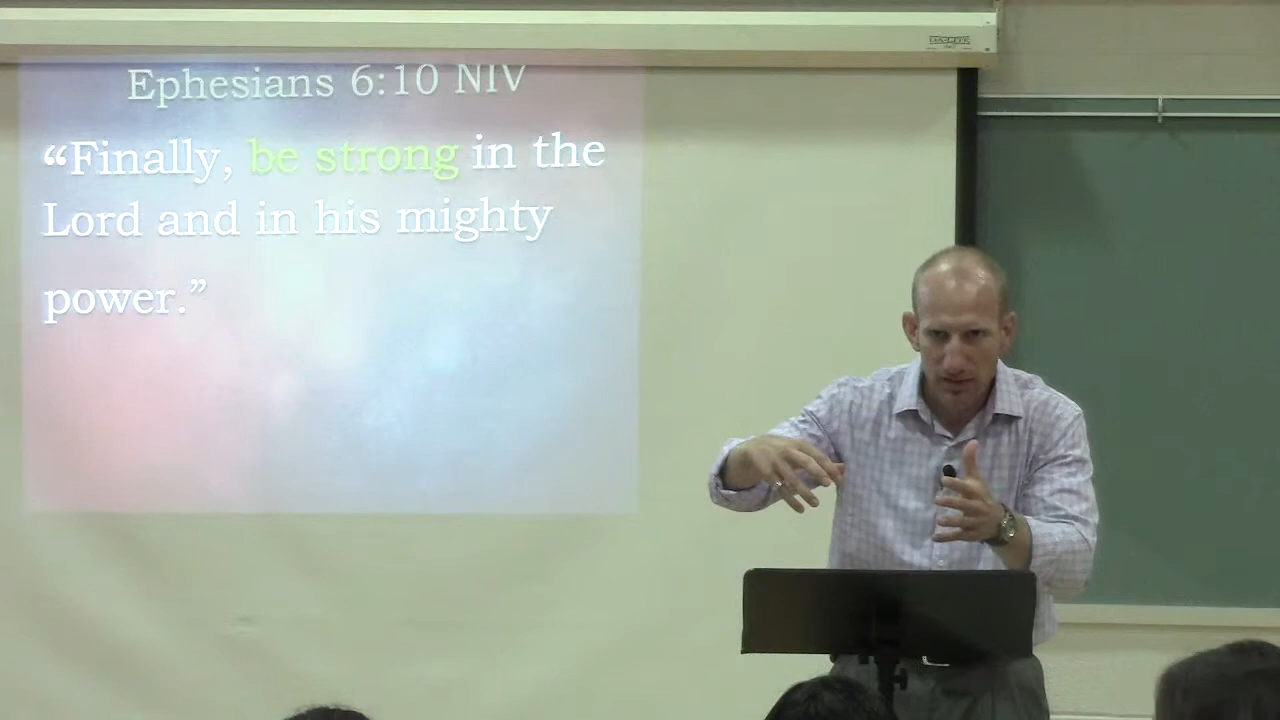 Ephesians 6:10 NIV
“Finally, be strong in the
Lord and in his mighty
power.”